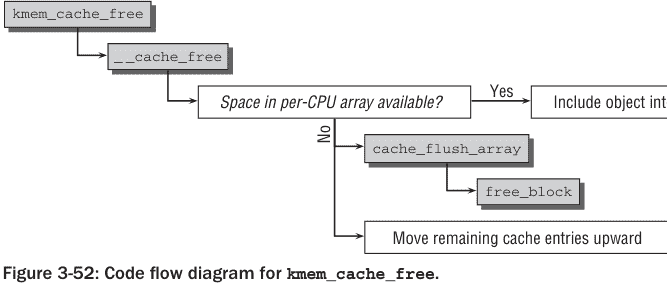 kmem_cache_free
__cache_free
Space in per-CPU array available?
Yes
Include object int
No
cache_flush_array
free_block
Move remaining cache entries upward
Figure 3-52: Code flow diagram for kmem_cache_free.